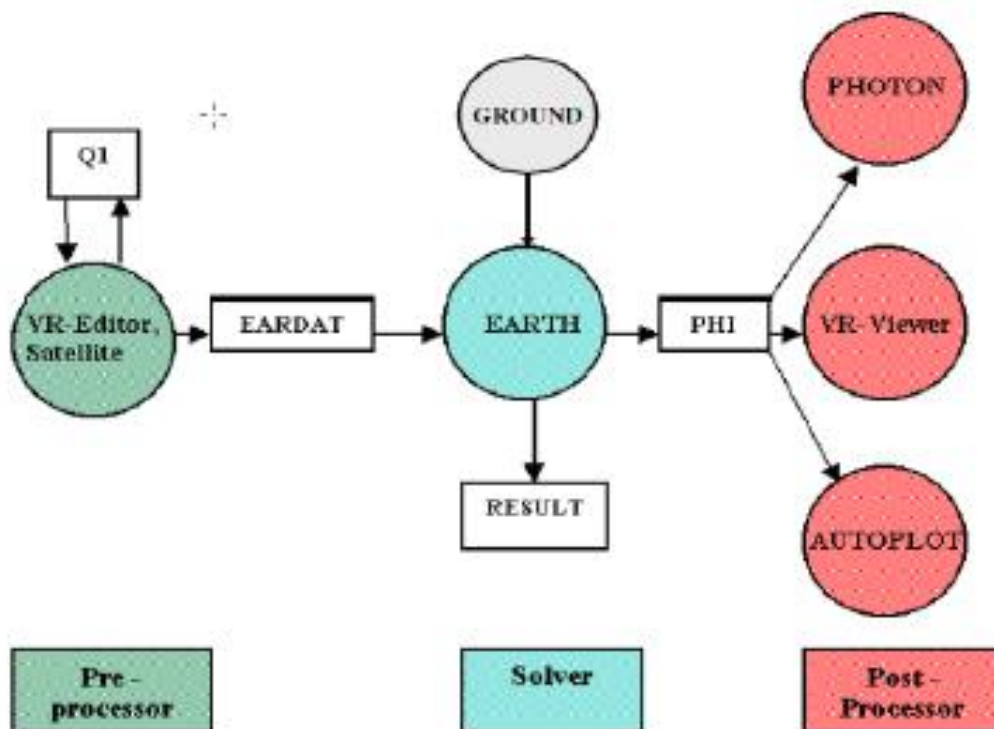 PHOTON
GROUND
Q1
VR-Editor,
Satellite
EARDAT
EARTH
PHI
VR-Viewer
RESULT
AUTOPLOT
Pre -
processor
Solver
Post -
Processor